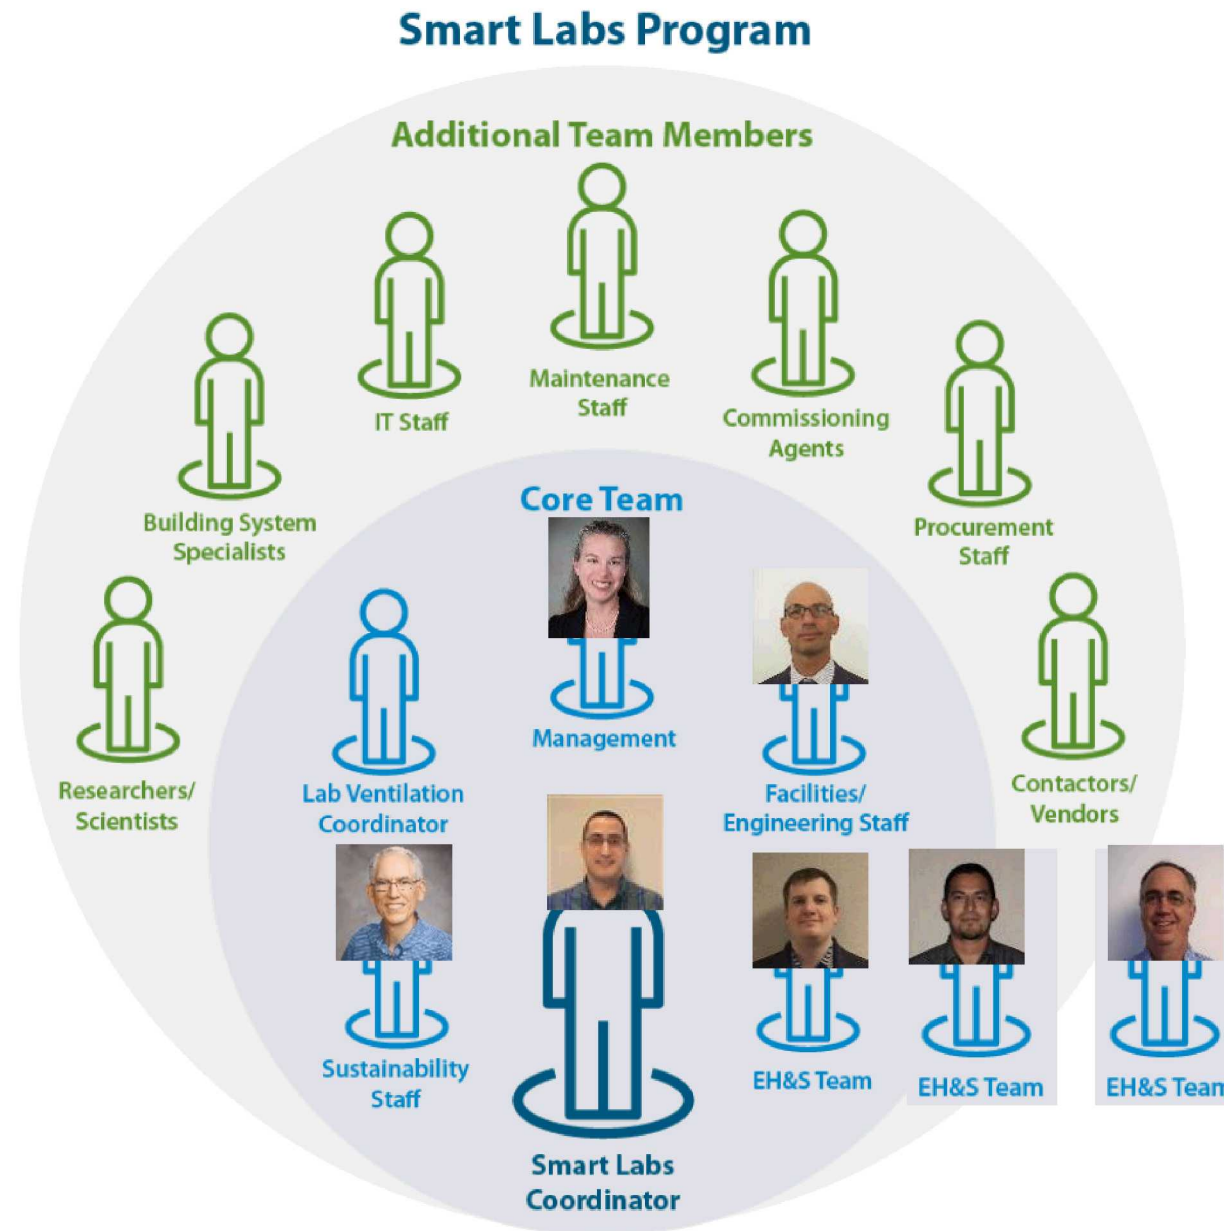 Smart Labs Program
Additional Team Members
Maintenance
Staff
IT Staff
Commissioning
Agents
Building System
Specialists
Procurement
Staff
Researchers/
Scientists
Contactors/
Vendors
Core Team
Management
Lab Ventilation
Coordinator
Facilities/
Engineering Staff
Sustainability
Staff
EH&S Team
EH&S Team
EH&S Team
Smart Labs
Coordinator